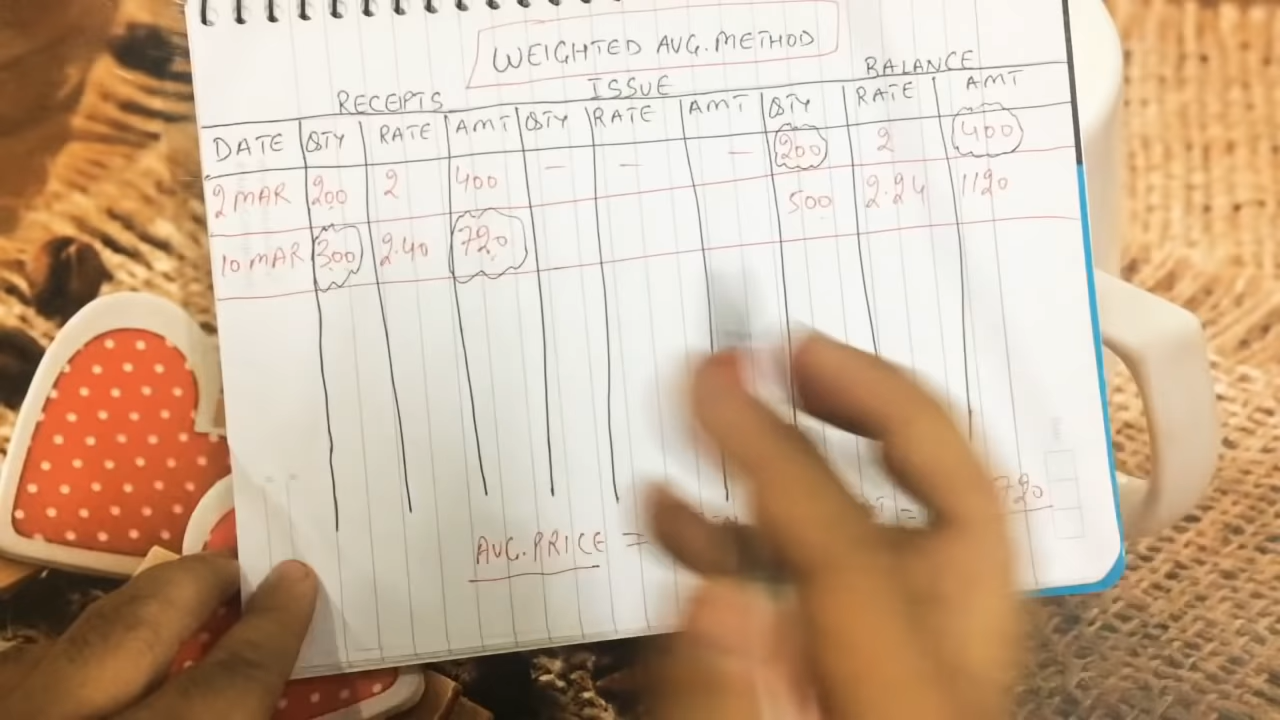 WEIGHTED AVG. METHOD
RECEIPTS ISSUE BALANCE
DATE QTY RATE AMT QTY RATE AMT QTY RATE AMT
2 MAR 200 2 400 — — — 200 2 400
10 MAR 300 2.40 720 500 2.24 1120
AVG. PRICE = = 720